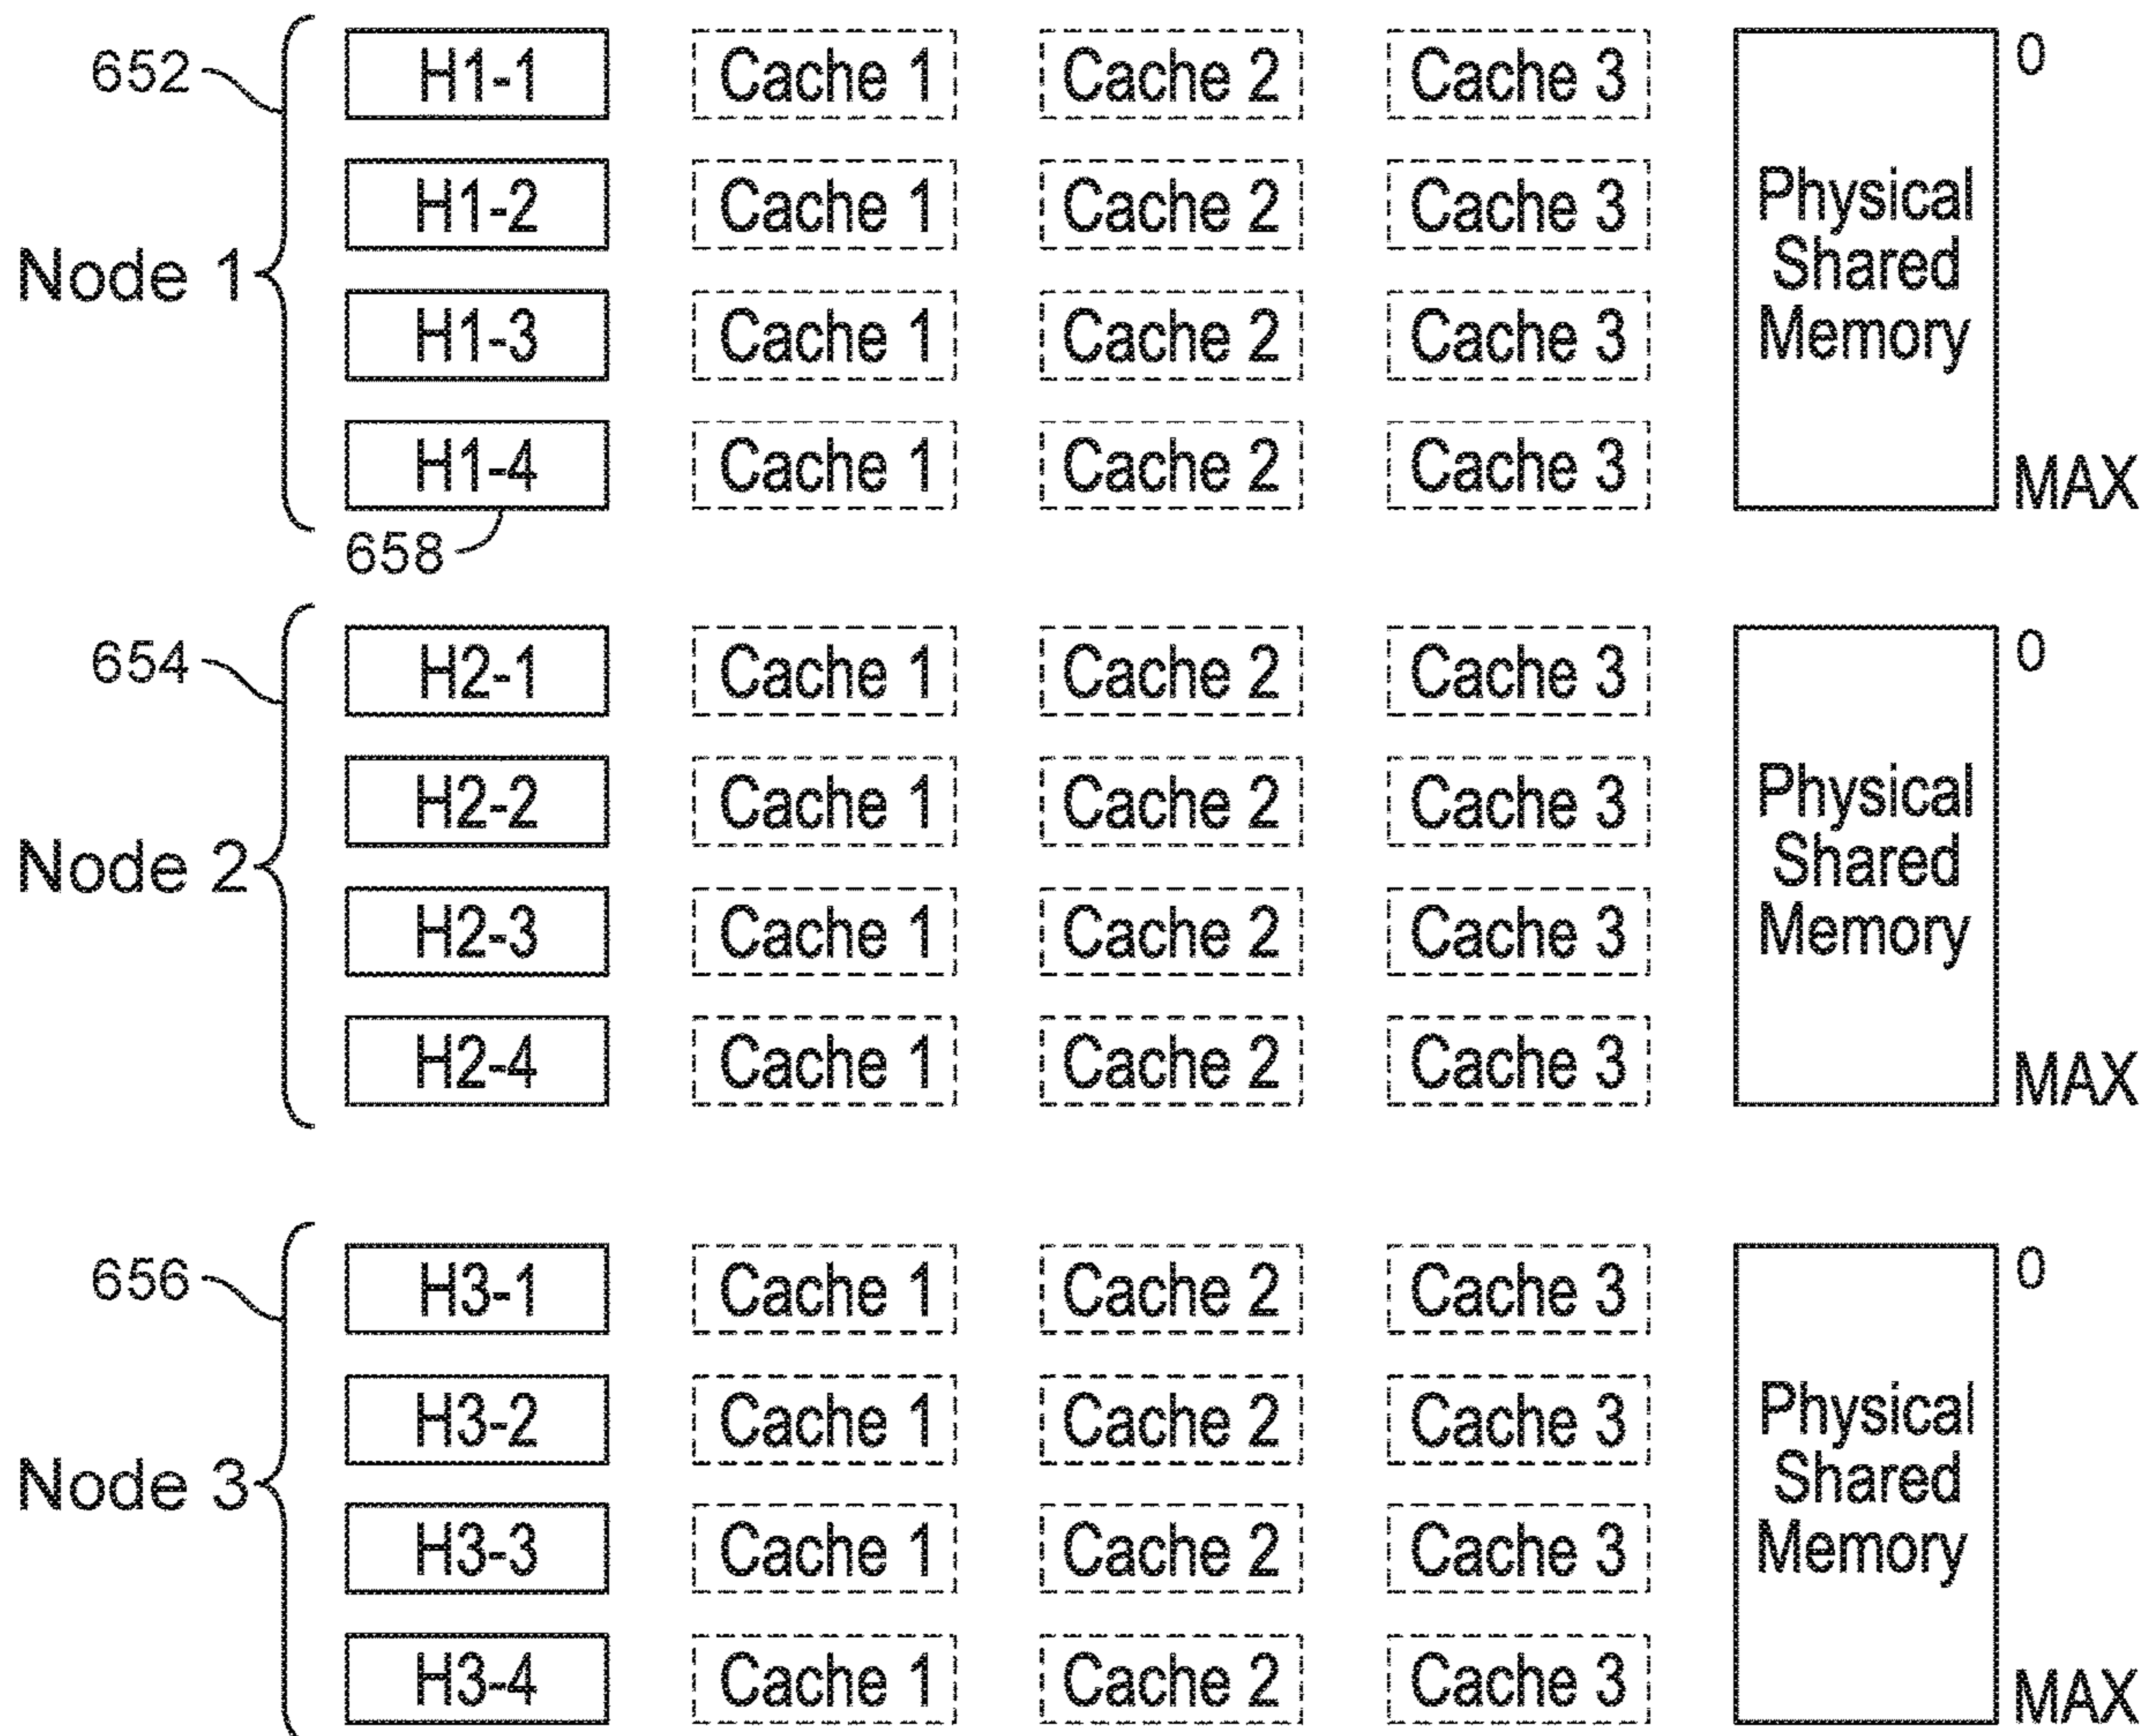 652
H1-1 Cache 1 Cache 2 Cache 3 0
H1-2 Cache 1 Cache 2 Cache 3
Node 1
H1-3 Cache 1 Cache 2 Cache 3
H1-4 Cache 1 Cache 2 Cache 3
Physical
Shared
Memory
MAX
658
654
H2-1 Cache 1 Cache 2 Cache 3 0
H2-2 Cache 1 Cache 2 Cache 3
Node 2
H2-3 Cache 1 Cache 2 Cache 3
H2-4 Cache 1 Cache 2 Cache 3
Physical
Shared
Memory
MAX
656
H3-1 Cache 1 Cache 2 Cache 3 0
H3-2 Cache 1 Cache 2 Cache 3
Node 3
H3-3 Cache 1 Cache 2 Cache 3
H3-4 Cache 1 Cache 2 Cache 3
Physical
Shared
Memory
MAX